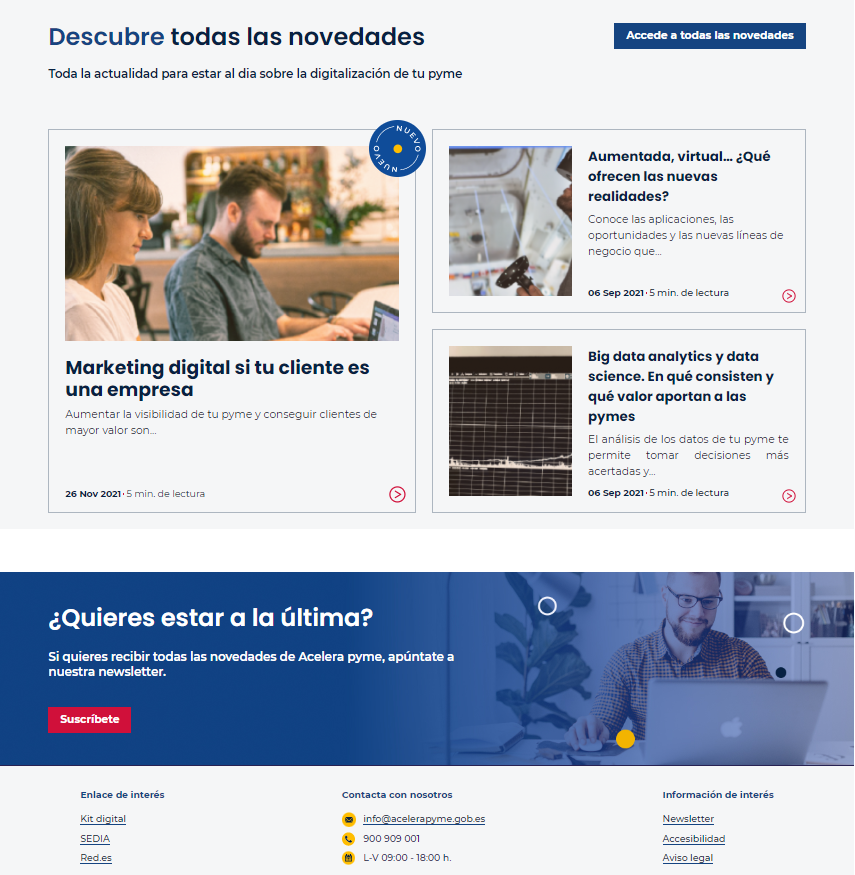 Descubre todas las novedades
Accede a todas las novedades
Toda la actualidad para estar al dia sobre la digitalización de tu pyme
NUEVO
NUEVO
Marketing digital si tu cliente es
una empresa
Aumentar la visibilidad de tu pyme y conseguir clientes de
mayor valor son...
26 Nov 2021 · 5 min. de lectura
Aumentada, virtual... ¿Qué
ofrecen las nuevas
realidades?
Conoce las aplicaciones, las
oportunidades y las nuevas líneas de
negocio que...
06 Sep 2021 · 5 min. de lectura
Big data analytics y data
science. En qué consisten y
qué valor aportan a las
pymes
El análisis de los datos de tu pyme te
permite tomar decisiones más
acertadas y...
06 Sep 2021 · 5 min. de lectura
¿Quieres estar a la última?
Si quieres recibir todas las novedades de Acelera pyme, apúntate a
nuestra newsletter.
Suscríbete
Enlace de interés
Kit digital
SEDIA
Red.es
Contacta con nosotros
info@acelerapyme.gob.es
900 909 001
L-V 09:00 - 18:00 h.
Información de interés
Newsletter
Accesibilidad
Aviso legal